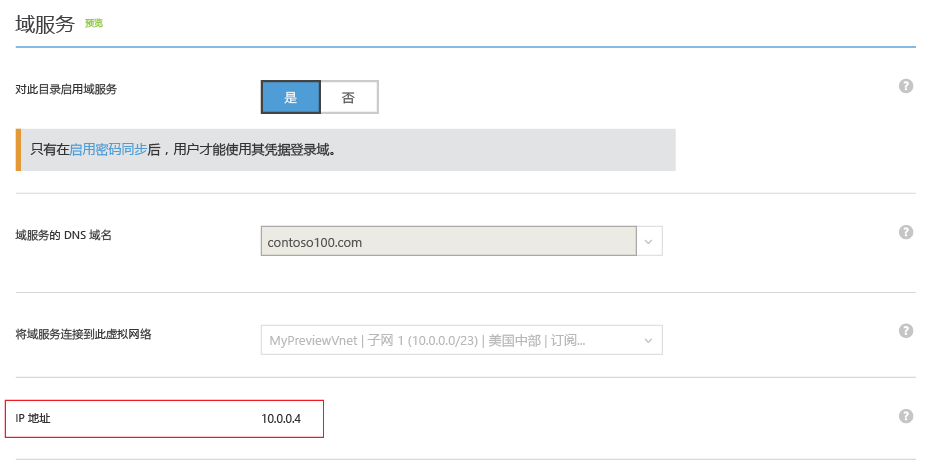 域服务 预览
对此目录启用域服务 是 否 ?
只有在启用密码同步后，用户才能使用其凭据登录域。
域服务的 DNS 域名 contoso100.com ?
将域服务连接到此虚拟网络 MyPreviewVnet | 子网 1 (10.0.0.0/23) | 美国中部 | 订阅... ?
IP 地址 10.0.0.4 ?